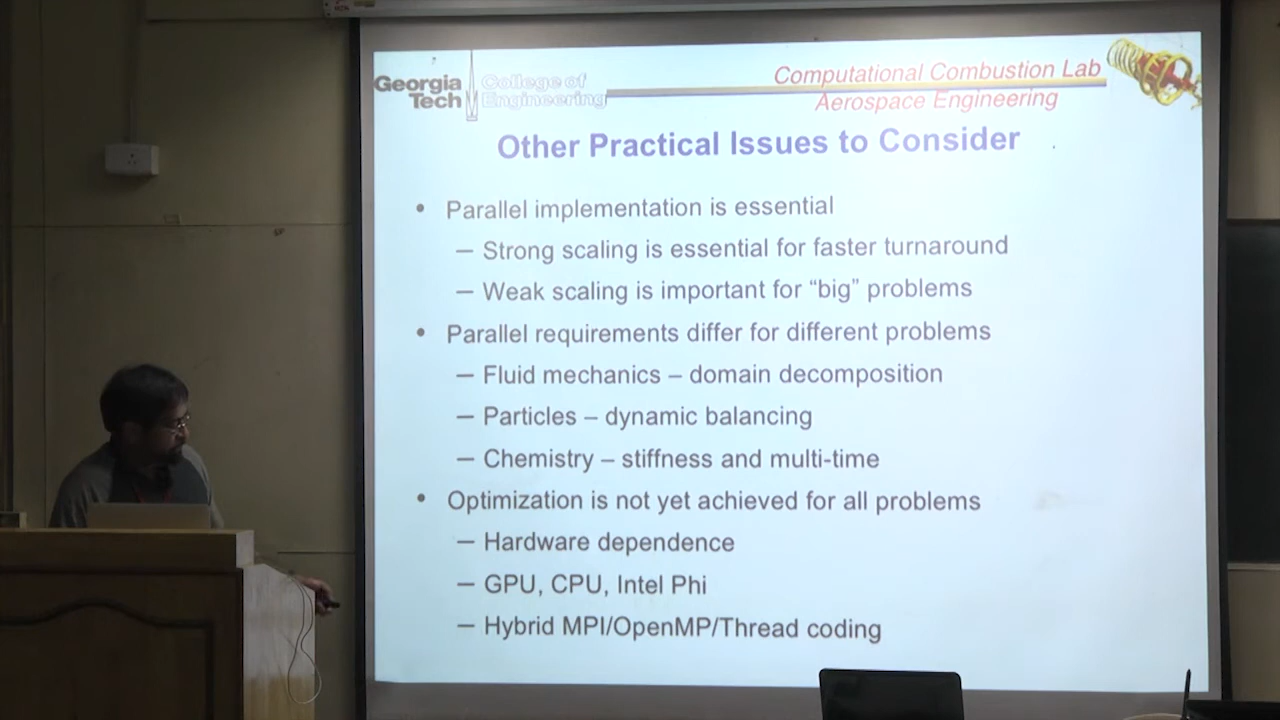 Georgia Tech
College of Engineering
Computational Combustion Lab
Aerospace Engineering
Other Practical Issues to Consider
• Parallel implementation is essential
– Strong scaling is essential for faster turnaround
– Weak scaling is important for “big” problems
• Parallel requirements differ for different problems
– Fluid mechanics – domain decomposition
– Particles – dynamic balancing
– Chemistry – stiffness and multi-time
• Optimization is not yet achieved for all problems
– Hardware dependence
– GPU, CPU, Intel Phi
– Hybrid MPI/OpenMP/Thread coding